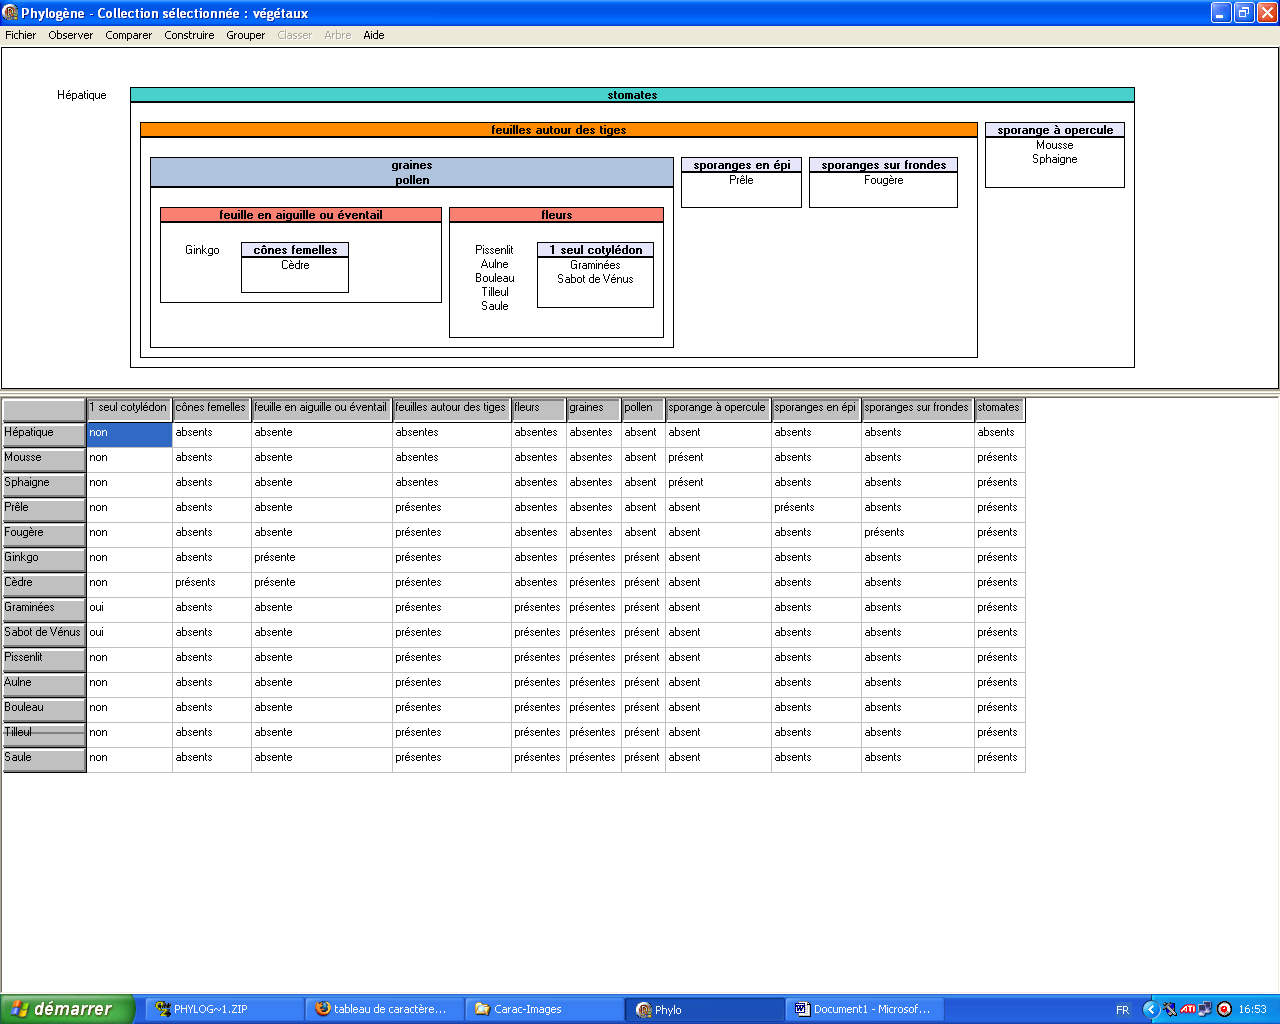 Phylogène - Collection sélectionnée : végétaux
Fichier Observer Comparer Construire Grouper Classer Arbre Aide
Hépatique
stomates
feuilles autour des tiges
sporange à opercule
Mousse
Sphaigne
graines
pollen
sporanges en épi
Prêle
sporanges sur frondes
Fougère
feuille en aiguille ou éventail
Ginkgo
cônes femelles
Cèdre
fleurs
Pissenlit
Aulne
Bouleau
Tilleul
Saule
1 seul cotylédon
Graminées
Sabot de Vénus
1 seul cotylédon cônes femelles feuille en aiguille ou éventail feuilles autour des tiges fleurs graines pollen sporange à opercule sporanges en épi sporanges sur frondes stomates
Hépatique non absents absente absentes absentes absentes absent absent absents absents absents
Mousse non absents absente absentes absentes absentes absent présent absents absents présents
Sphaigne non absents absente absentes absentes absentes absent présent absents absents présents
Prêle non absents absente présentes absentes absentes absent absent présents absents présents
Fougère non absents absente présentes absentes absentes absent absent absents présents présents
Ginkgo non absents présente présentes absentes présentes présent absent absents absents présents
Cèdre non présents présente présentes absentes présentes présent absent absents absents présents
Graminées oui absents absente présentes présentes présentes présent absent absents absents présents
Sabot de Vénus oui absents absente présentes présentes présentes présent absent absents absents présents
Pissenlit non absents absente présentes présentes présentes présent absent absents absents présents
Aulne non absents absente présentes présentes présentes présent absent absents absents présents
Bouleau non absents absente présentes présentes présentes présent absent absents absents présents
Tilleul non absents absente présentes présentes présentes présent absent absents absents présents
Saule non absents absente présentes présentes présentes présent absent absents absents présents
démarrer PHYLOG~1.ZIP tableau de caractère... Carac-Images Phylo Document1 - Microsof... FR ATI 16:53